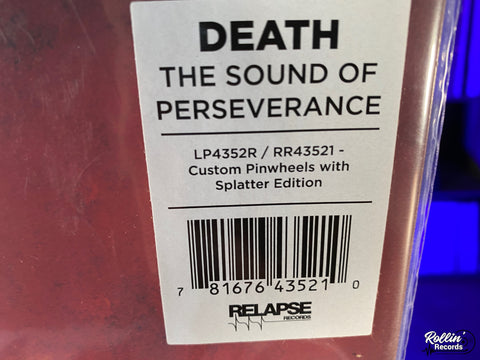 DEATH
THE SOUND OF
PERSEVERANCE
LP4352R / RR43521 -
Custom Pinwheels with
Splatter Edition
7 81676 43521 0
RELAPSE
RECORDS
Rollin'
Records